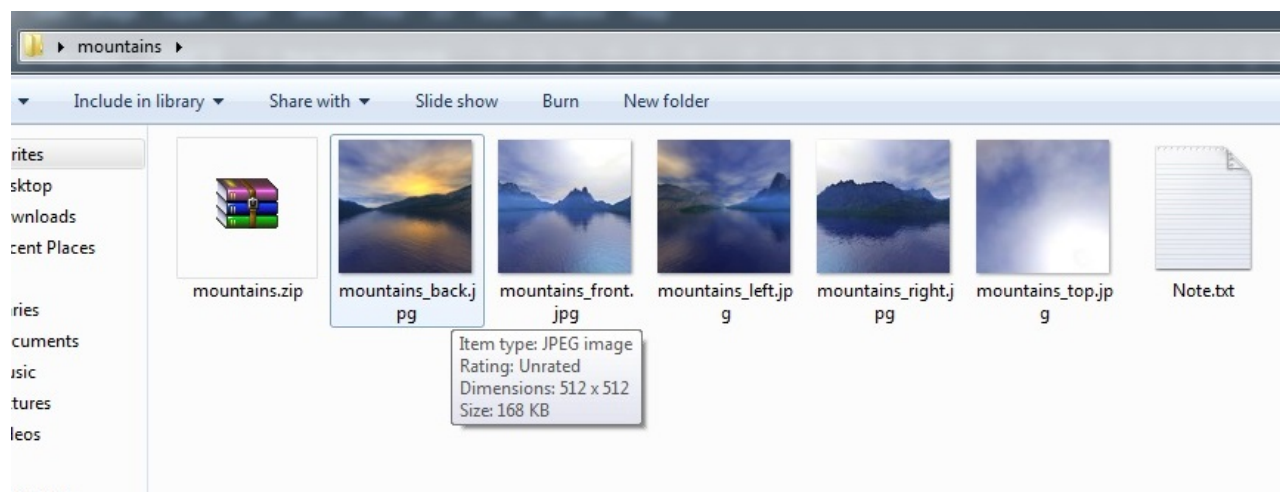 mountains
Include in library Share with Slide show Burn New folder
rites
sktop
wnloads
cent Places
ries
cuments
usic
tures
leos
mountains.zip
mountains_back.j
pg
mountains_front.
jpg
mountains_left.jp
g
mountains_right.j
pg
mountains_top.jp
g
Note.txt
Item type: JPEG image
Rating: Unrated
Dimensions: 512 x 512
Size: 168 KB